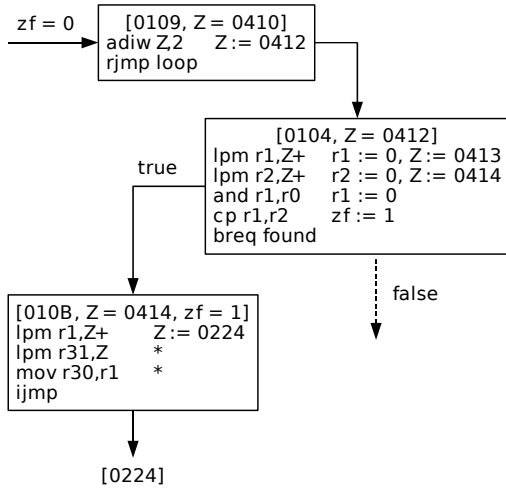 zf = 0
[0109, Z = 0410]
adiw Z,2 Z := 0412
rjmp loop
[0104, Z = 0412]
lpm r1,Z+ r1 := 0, Z := 0413
lpm r2,Z+ r2 := 0, Z := 0414
and r1,r0 r1 := 0
cp r1,r2 zf := 1
breq found
true
false
[010B, Z = 0414, zf = 1]
lpm r1,Z+ Z := 0224
lpm r31,Z *
mov r30,r1 *
ijmp
[0224]